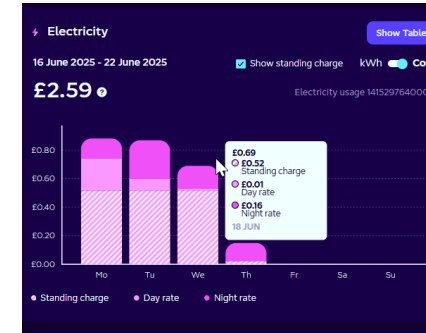 Electricity
Show Table
16 June 2025 - 22 June 2025
Show standing charge
kWh
Co
£2.59
?
Electricity usage 14152976400
£0.80
£0.60
£0.40
£0.20
£0.00
£0.69
£0.52
Standing charge
£0.01
Day rate
£0.16
Night rate
18 JUN
Mo Tu We Th Fr Sa Su
Standing charge Day rate Night rate